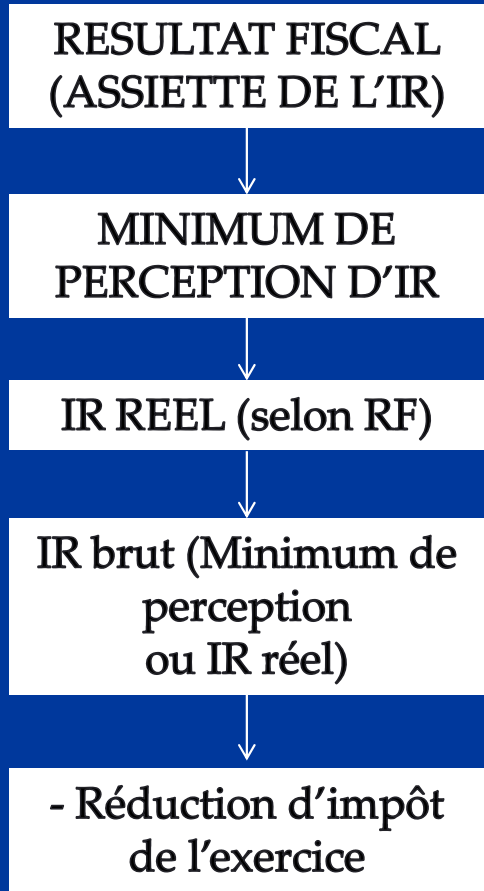 RESULTAT FISCAL
(ASSIETTE DE L’IR)
MINIMUM DE
PERCEPTION D’IR
IR REEL (selon RF)
IR brut (Minimum de
perception
ou IR réel)
- Réduction d’impôt
de l’exercice